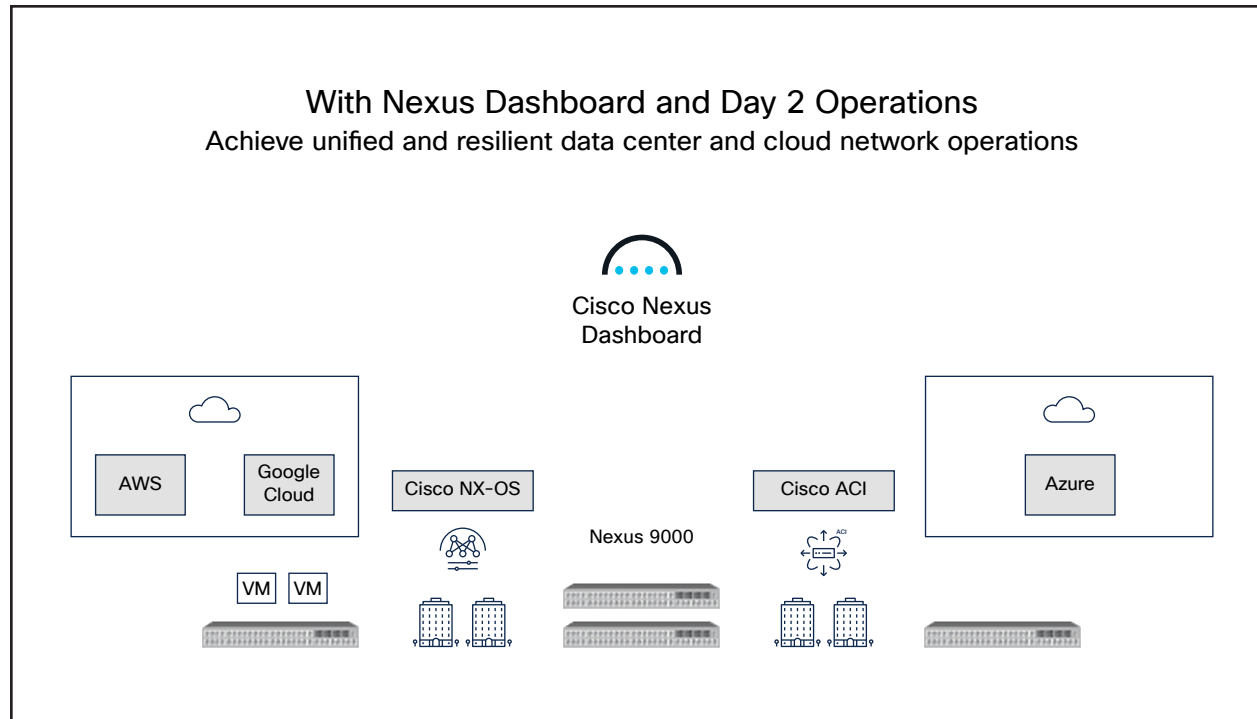 With Nexus Dashboard and Day 2 Operations
Achieve unified and resilient data center and cloud network operations
Cisco Nexus
Dashboard
AWS
Google
Cloud
Cisco NX-OS
Nexus 9000
Cisco ACI
ACI
Azure
VM
VM